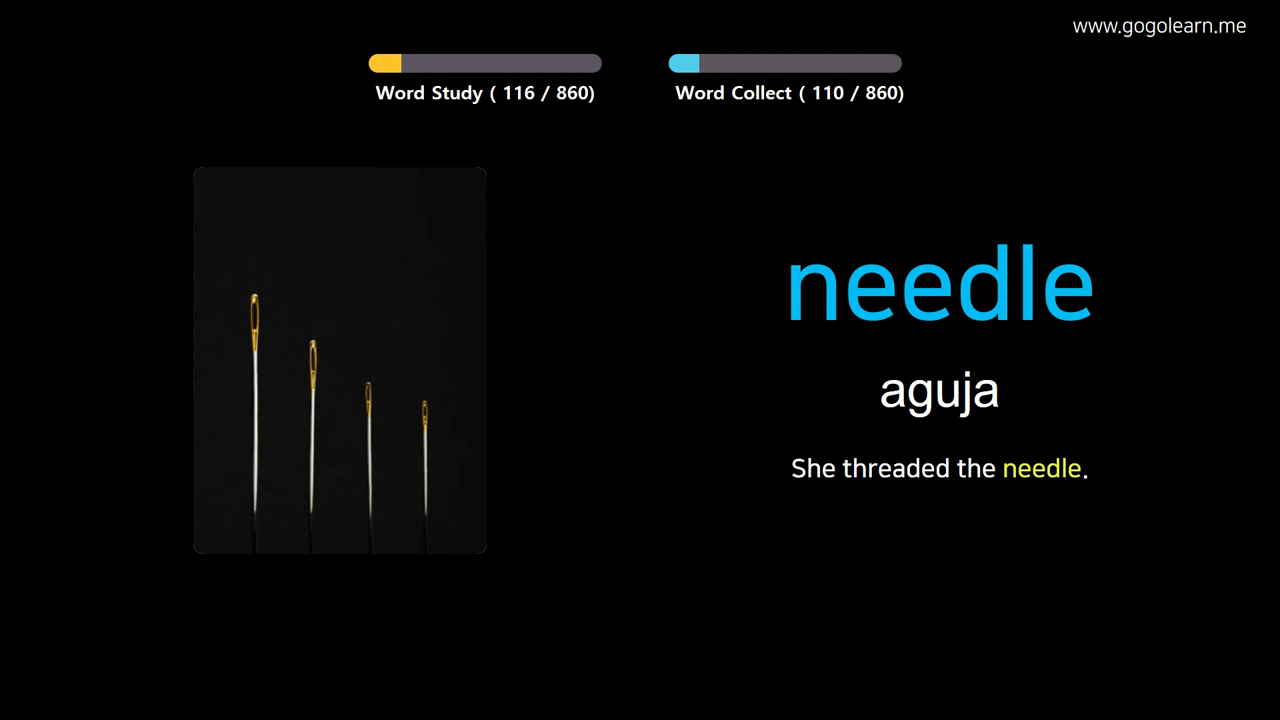 www.gogolearn.me
Word Study ( 116 / 860)
Word Collect ( 110 / 860)
needle
aguja
She threaded the needle.